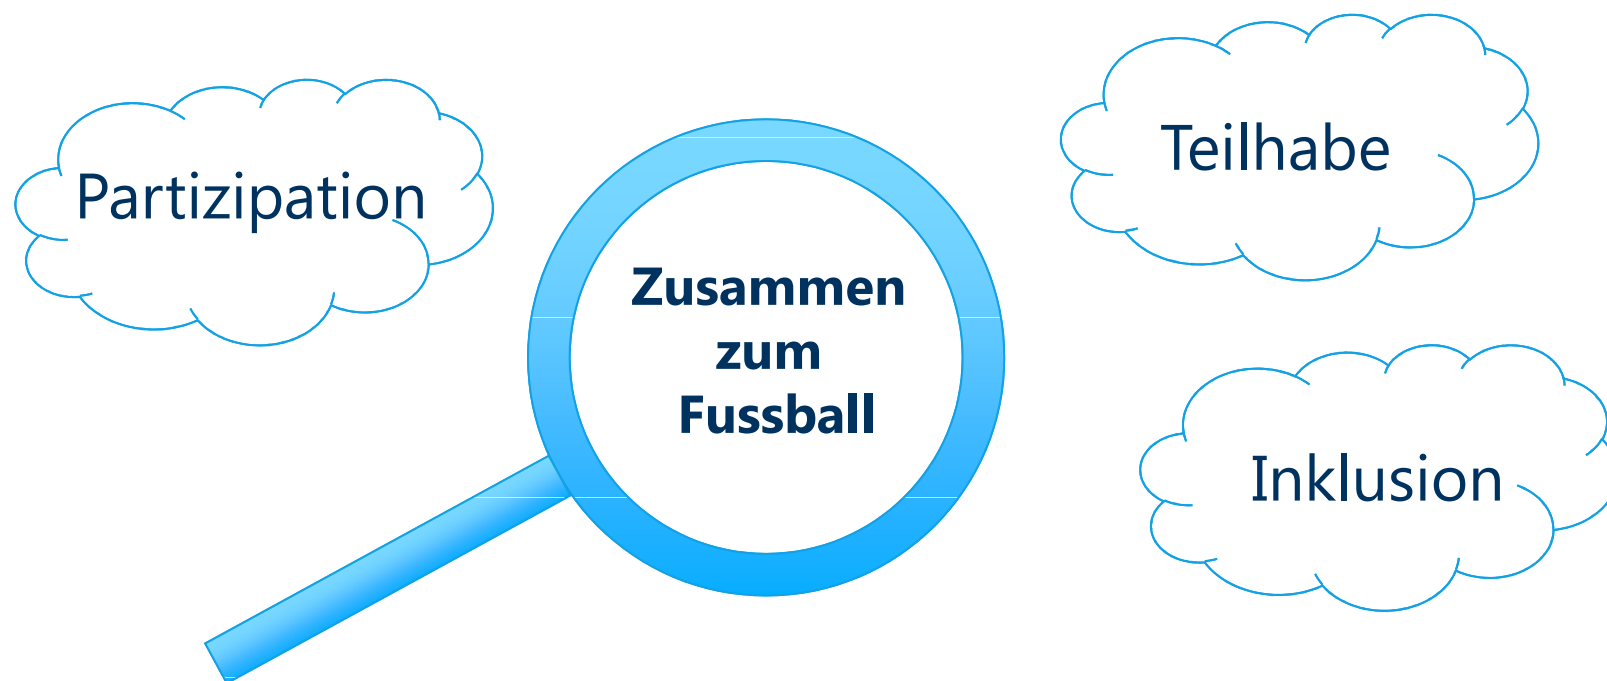 Partizipation
Zusammen
zum
Fussball
Teilhabe
Inklusion